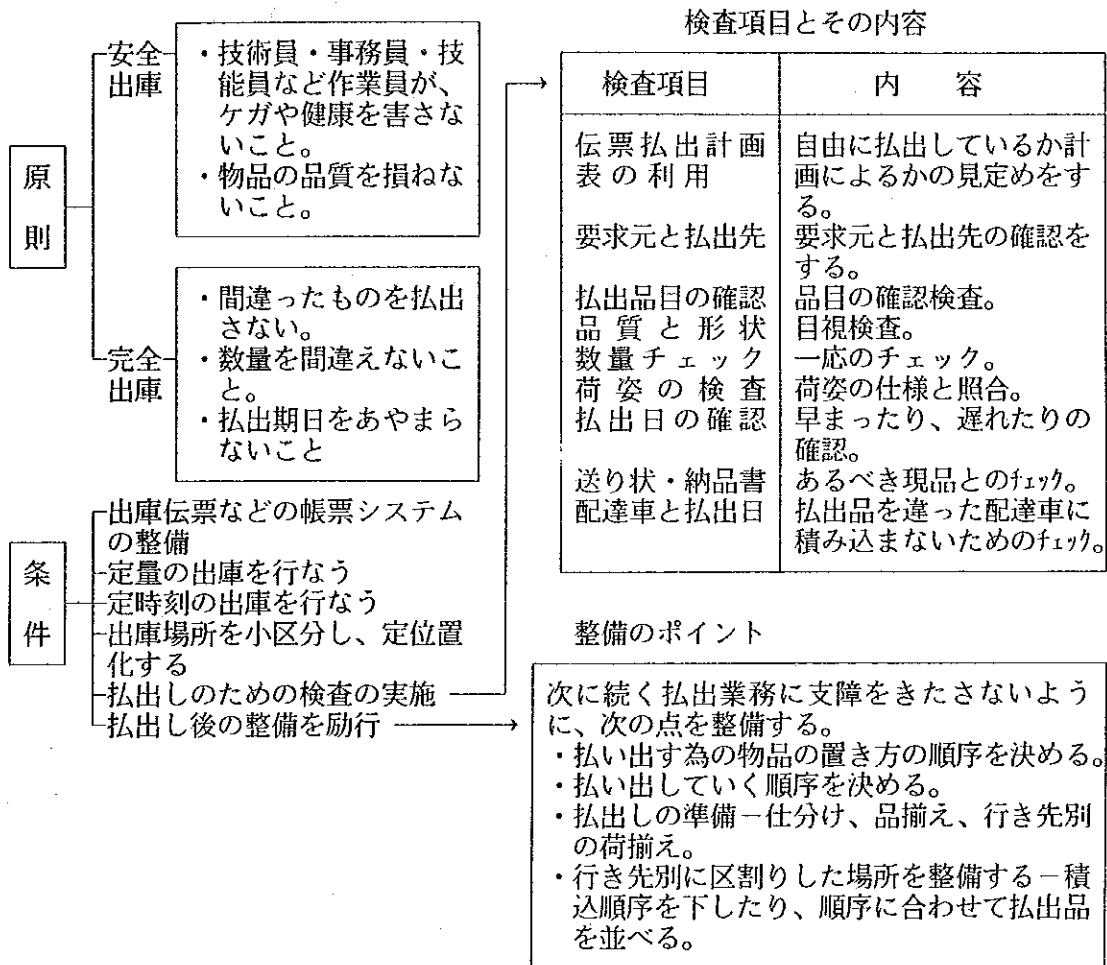 原則
安全
出庫
・技術員・事務員・技
能員など作業員が、
ケガや健康を害さな
いこと。
・物品の品質を損ねな
いこと。
完全
出庫
・間違ったものを払出
さない。
・数量を間違えないこ
と。
・払出期日をあやまら
ないこと
条件
出庫伝票などの帳票システム
の整備
定量の出庫を行なう
定時刻の出庫を行なう
出庫場所を小区分し、定位置
化する
払出しのための検査の実施
払出し後の整備を励行
検査項目とその内容
検査項目 内容
伝票払出計画 自由に払出しているか計
表の利用 画によるかの見定めをす
る。
要求元と払出先 要求元と払出先の確認を
する。
払出品目の確認 品目の確認検査。
品質と形状 目視検査。
数量チェック 一応のチェック。
荷姿の検査 荷姿の仕様と照合。
払出日の確認 早まったり、遅れたりの
確認。
送り状・納品書 あるべき現品とのチェック。
配達車と払出日 払出品を違った配達車に
積み込まないためのチェック。
整備のポイント
次に続く払出業務に支障をきたさないよう
に、次の点を整備する。
・払い出す為の物品の置き方の順序を決める。
・払い出していく順序を決める。
・払出しの準備－仕分け、品揃え、行き先別
の荷揃え。
・行き先別に区割りした場所を整備する－積
込順序を下したり、順序に合わせて払出品
を並べる。